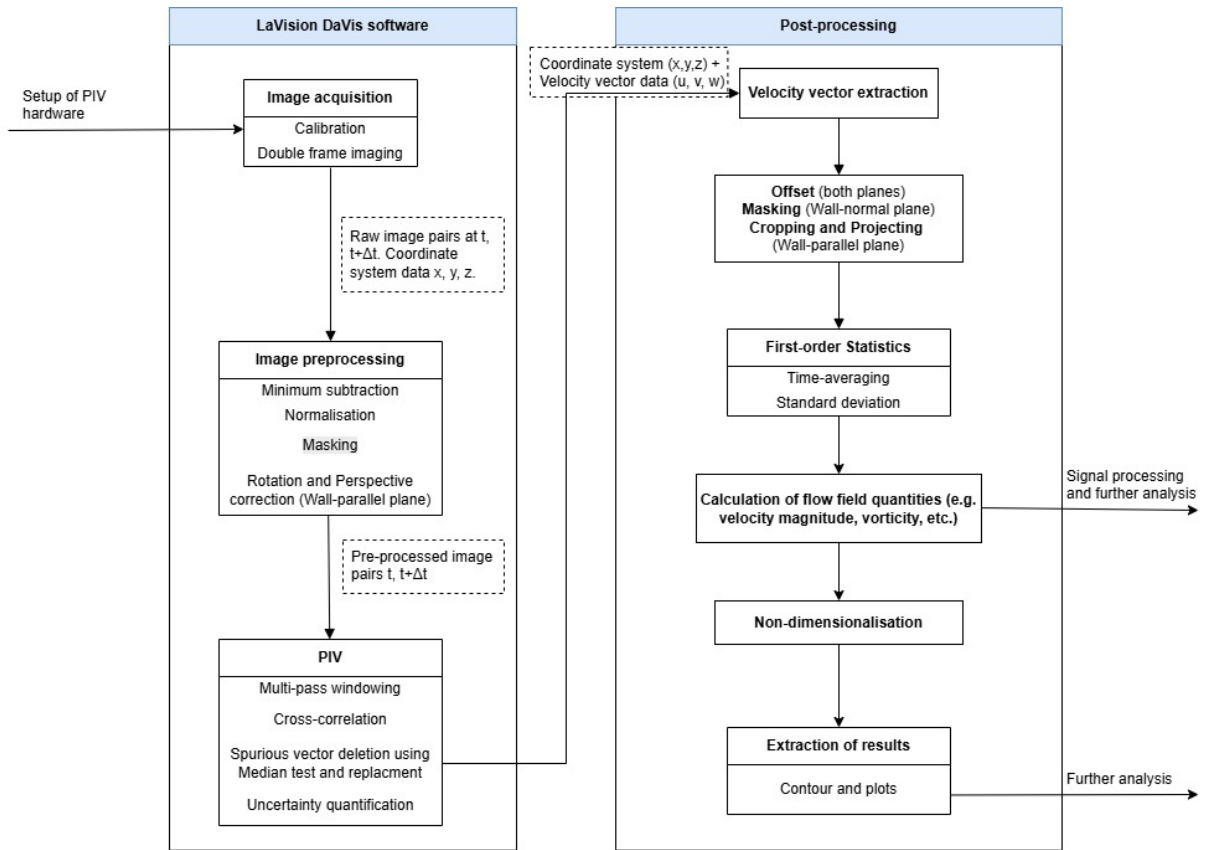 LaVision DaVis software
Setup of PIV
hardware
Image acquisition
Calibration
Double frame imaging
Raw image pairs at t,
t+Δt. Coordinate
system data x, y, z.
Image preprocessing
Minimum subtraction
Normalisation
Masking
Rotation and Perspective
correction (Wall-parallel plane)
Pre-processed image
pairs t, t+Δt
PIV
Multi-pass windowing
Cross-correlation
Spurious vector deletion using
Median test and replacment
Uncertainty quantification
Post-processing
Coordinate system (x,y,z) +
Velocity vector data (u, v, w)
Velocity vector extraction
Offset (both planes)
Masking (Wall-normal plane)
Cropping and Projecting
(Wall-parallel plane)
First-order Statistics
Time-averaging
Standard deviation
Calculation of flow field quantities (e.g.
velocity magnitude, vorticity, etc.)
Signal processing
and further analysis
Non-dimensionalisation
Extraction of results
Contour and plots
Further analysis